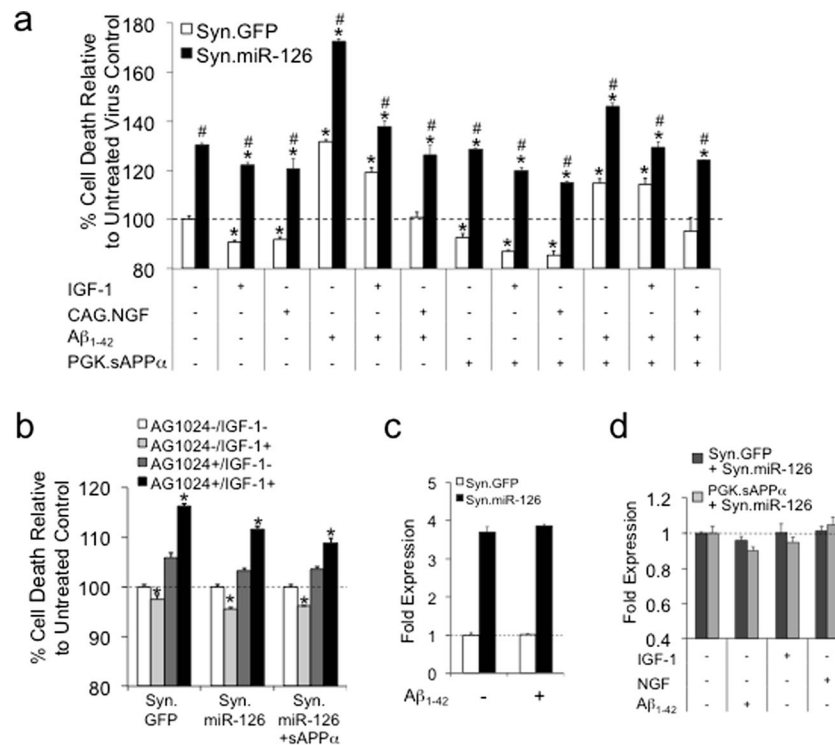 a
% Cell Death Relative
to Untreated Virus Control
180
160
140
120
100
80
Syn.GFP
Syn.miR-126
# # * # * # * # * # * # * # * # * # * # * # *
* * * * * * * * *
IGF-1 - + - - + - - + - - + -
CAG.NGF - - + - - + - - + - - +
Aβ1-42 - - - + + + - - - + + +
PGK.sAPPα - - - - - - + + + + + +
b
AG1024-/IGF-1-
AG1024-/IGF-1+
AG1024+/IGF-1-
AG1024+/IGF-1+
% Cell Death Relative
to Untreated Control
120
110
100
90
80
* * * * * *
Syn. Syn. Syn.
GFP miR-126 miR-126
+sAPPα
c
Syn.GFP
Syn.miR-126
Fold Expression
5
4
3
2
1
0
Aβ1-42 - +
d
Syn.GFP
+ Syn.miR-126
PGK.sAPPα
+ Syn.miR-126
Fold Expression
1.2
1
0.8
0.6
0.4
IGF-1 - - + -
NGF - - - +
Aβ1-42 - + - -